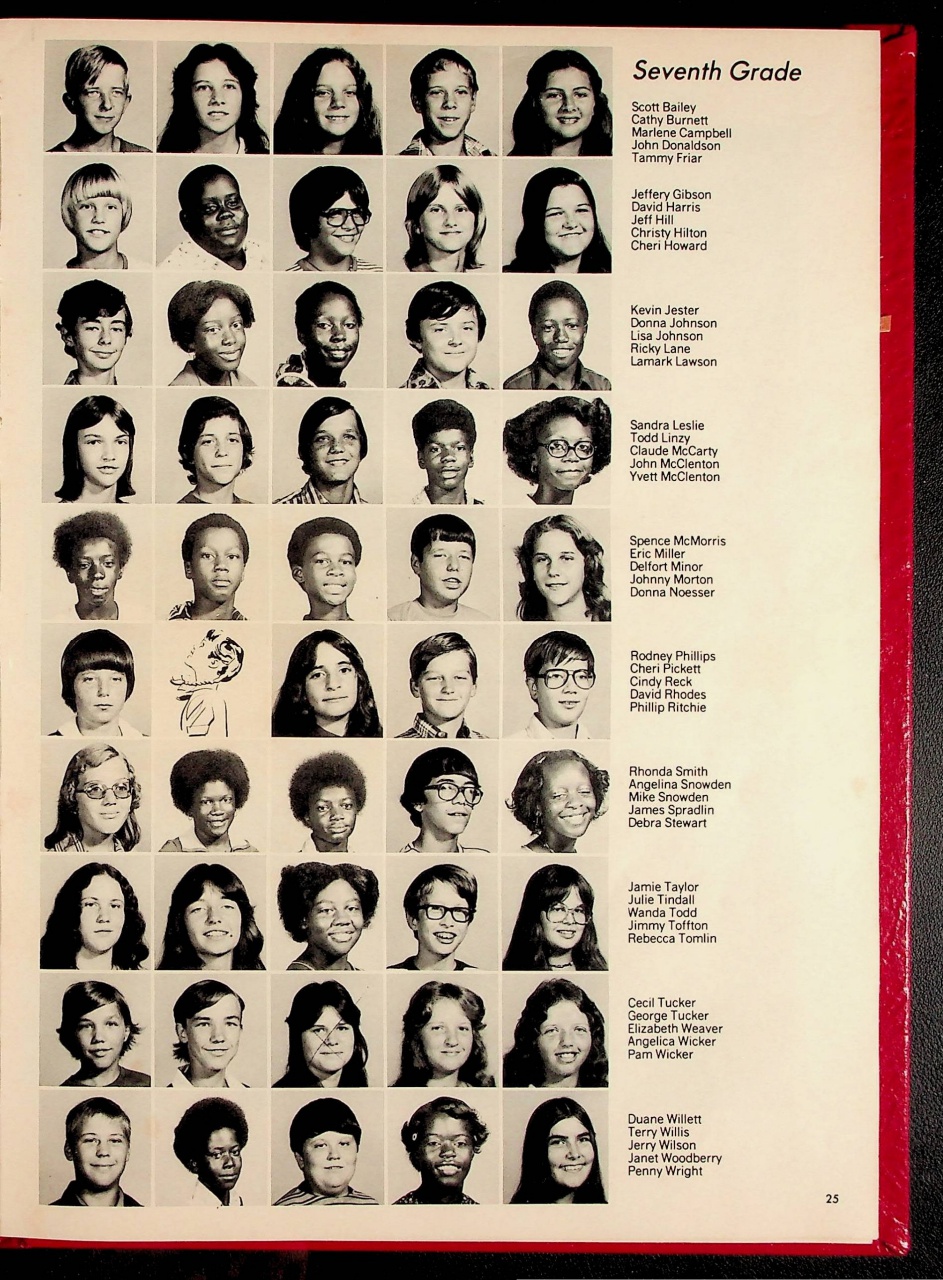 Seventh Grade
Scott Bailey
Cathy Burnett
Marlene Campbell
John Donaldson
Tammy Friar
Jeffery Gibson
David Harris
Jeff Hill
Christy Hilton
Cheri Howard
Kevin Jester
Donna Johnson
Lisa Johnson
Ricky Lane
Lamark Lawson
Sandra Leslie
Todd Linzy
Claude McCarty
John McClenton
Yvett McClenton
Spence McMorris
Eric Miller
Delfort Minor
Johnny Morton
Donna Noesser
Rodney Phillips
Cheri Pickett
Cindy Reck
David Rhodes
Phillip Ritchie
Rhonda Smith
Angelina Snowden
Mike Snowden
James Spradlin
Debra Stewart
Jamie Taylor
Julie Tindall
Wanda Todd
Jimmy Toffton
Rebecca Tomlin
Cecil Tucker
George Tucker
Elizabeth Weaver
Angelica Wicker
Pam Wicker
Duane Willett
Terry Willis
Jerry Wilson
Janet Woodberry
Penny Wright
25